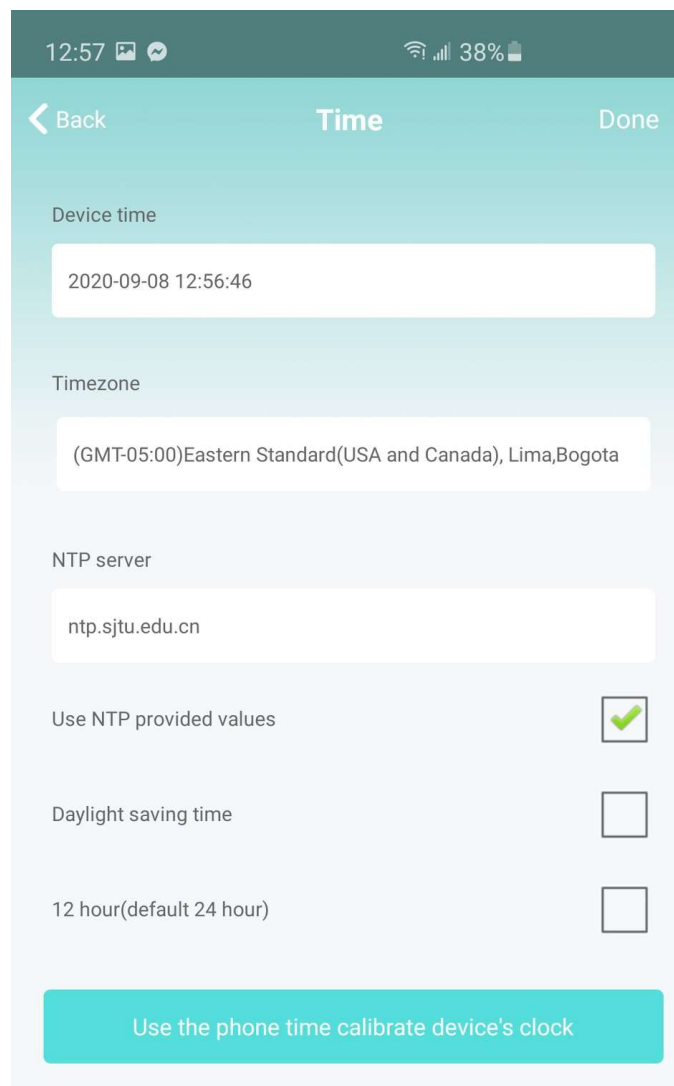 12:57 38%
Back Time Done
Device time
2020-09-08 12:56:46
Timezone
(GMT-05:00)Eastern Standard(USA and Canada), Lima,Bogota
NTP server
ntp.sjtu.edu.cn
Use NTP provided values
Daylight saving time
12 hour(default 24 hour)
Use the phone time calibrate device's clock